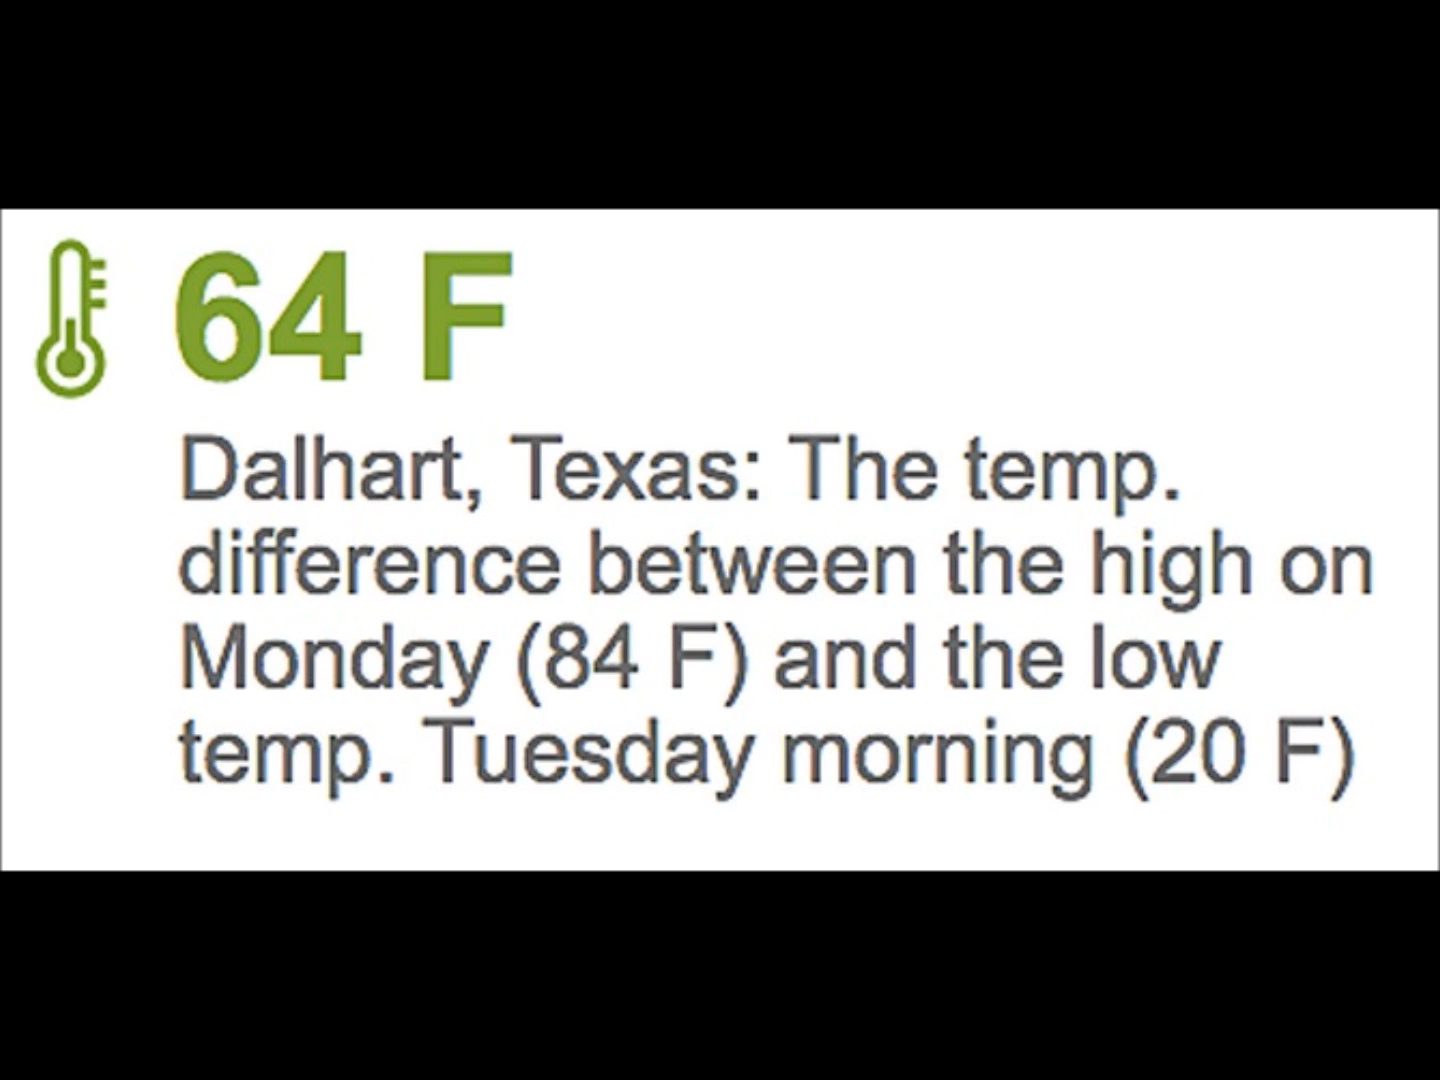 64 F
Dalhart, Texas: The temp.
difference between the high on
Monday (84 F) and the low
temp. Tuesday morning (20 F)